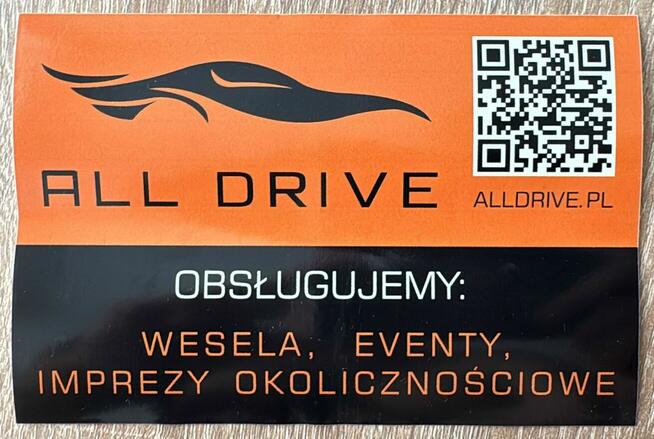 ALL DRIVE
ALLDRIVE.PL
OBSŁUGUJEMY:
WESELA, EVENTY,
IMPREZY OKOLICZNOŚCIOWE